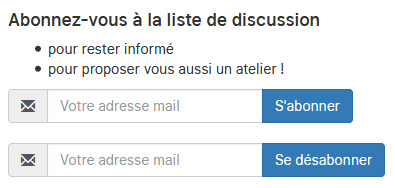 Abonnez-vous à la liste de discussion
• pour rester informé
• pour proposer vous aussi un atelier !
Votre adresse mail S'abonner
Votre adresse mail Se désabonner